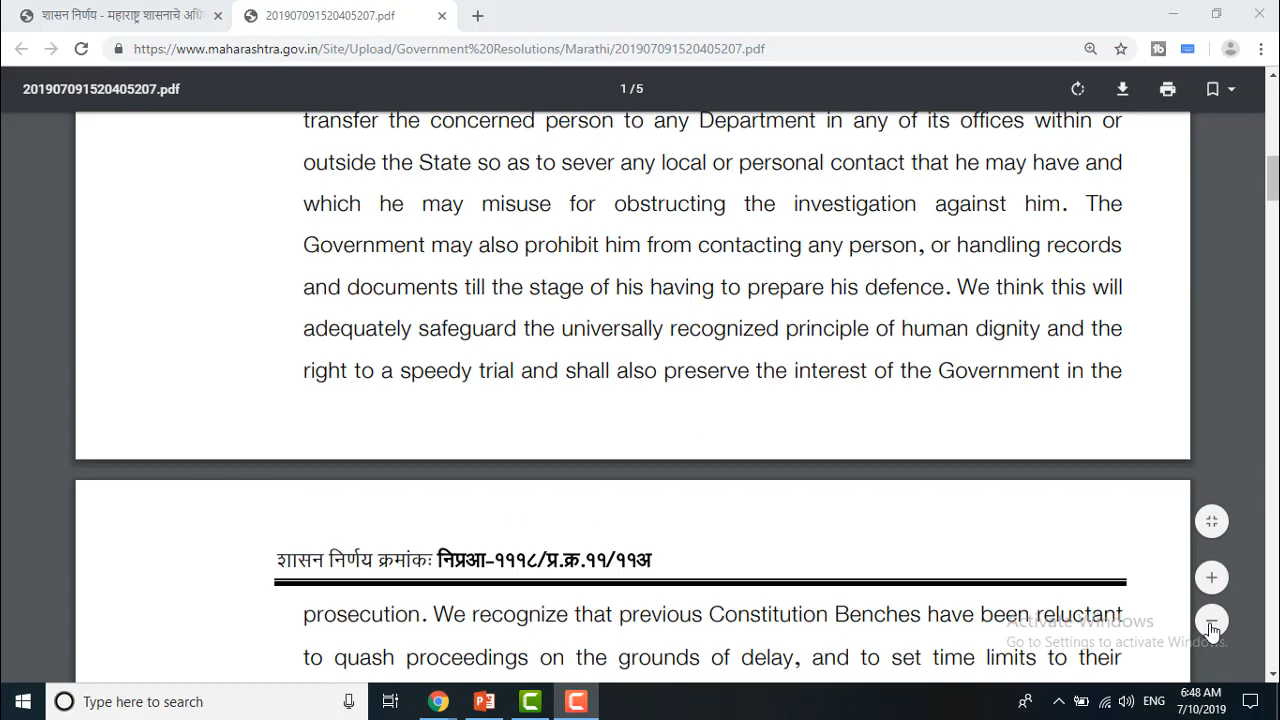 शासन निर्णय - महाराष्ट्र शासनाचे अधि
201907091520405207.pdf
https://www.maharashtra.gov.in/Site/Upload/Government%20Resolutions/Marathi/201907091520405207.pdf
201907091520405207.pdf
1 / 5
transfer the concerned person to any Department in any of its offices within or
outside the State so as to sever any local or personal contact that he may have and
which he may misuse for obstructing the investigation against him. The
Government may also prohibit him from contacting any person, or handling records
and documents till the stage of his having to prepare his defence. We think this will
adequately safeguard the universally recognized principle of human dignity and the
right to a speedy trial and shall also preserve the interest of the Government in the
शासन निर्णय क्रमांकः निप्रआ-१११८/प्र.क्र.११/११अ
prosecution. We recognize that previous Constitution Benches have been reluctant
to quash proceedings on the grounds of delay, and to set time limits to their
Activate Windows
Go to Settings to activate Windows.
Type here to search
ENG
6:48 AM
7/10/2019